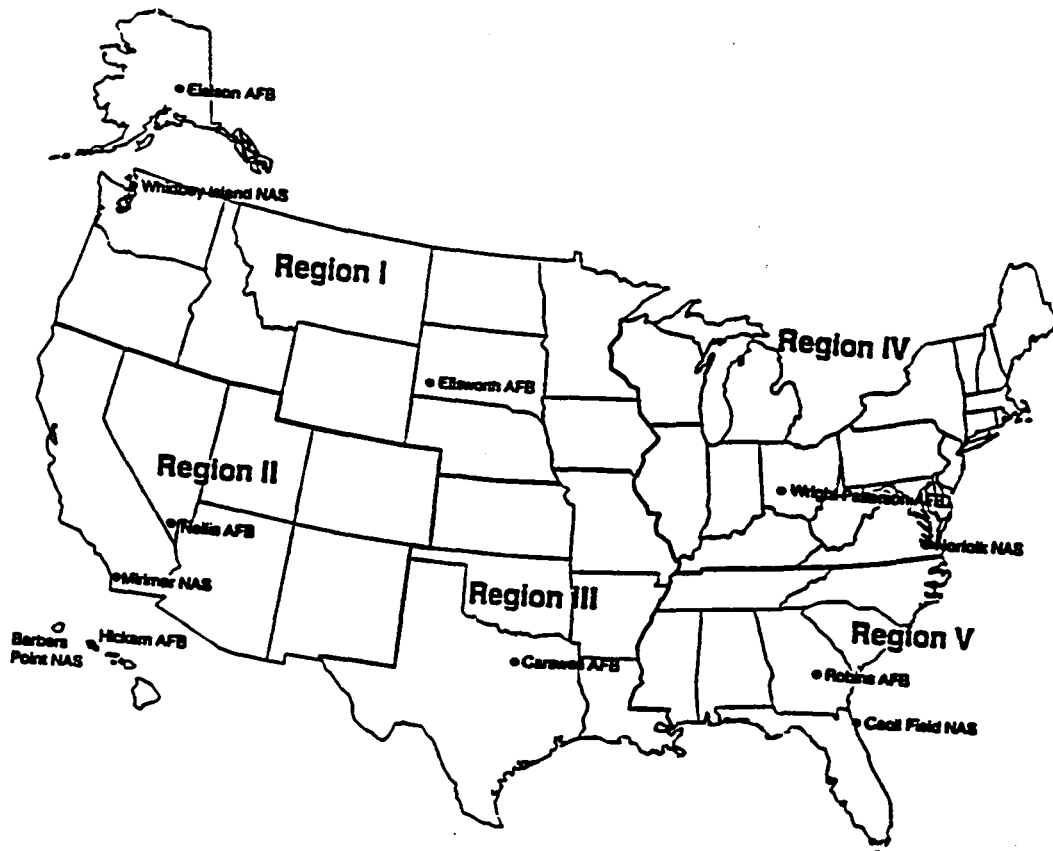 Eielson AFB
Whidbey Island NAS
Region I
Region IV
Ellsworth AFB
Region II
Wright-Patterson AFB
Nellis AFB
Norfolk NAS
Mirimar NAS
Region III
Barbers
Point NAS
Hickam AFB
Region V
Carswell AFB
Robins AFB
Cecil Field NAS